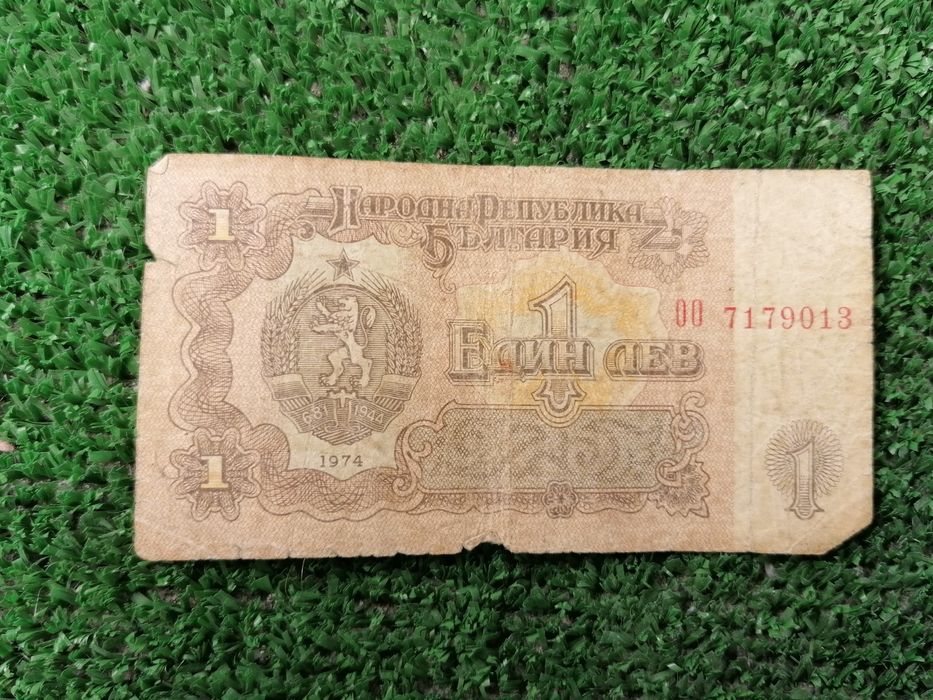 1
Народна Република
България
1
ОО 7179013
Един лев
681 1944
1974
1
1